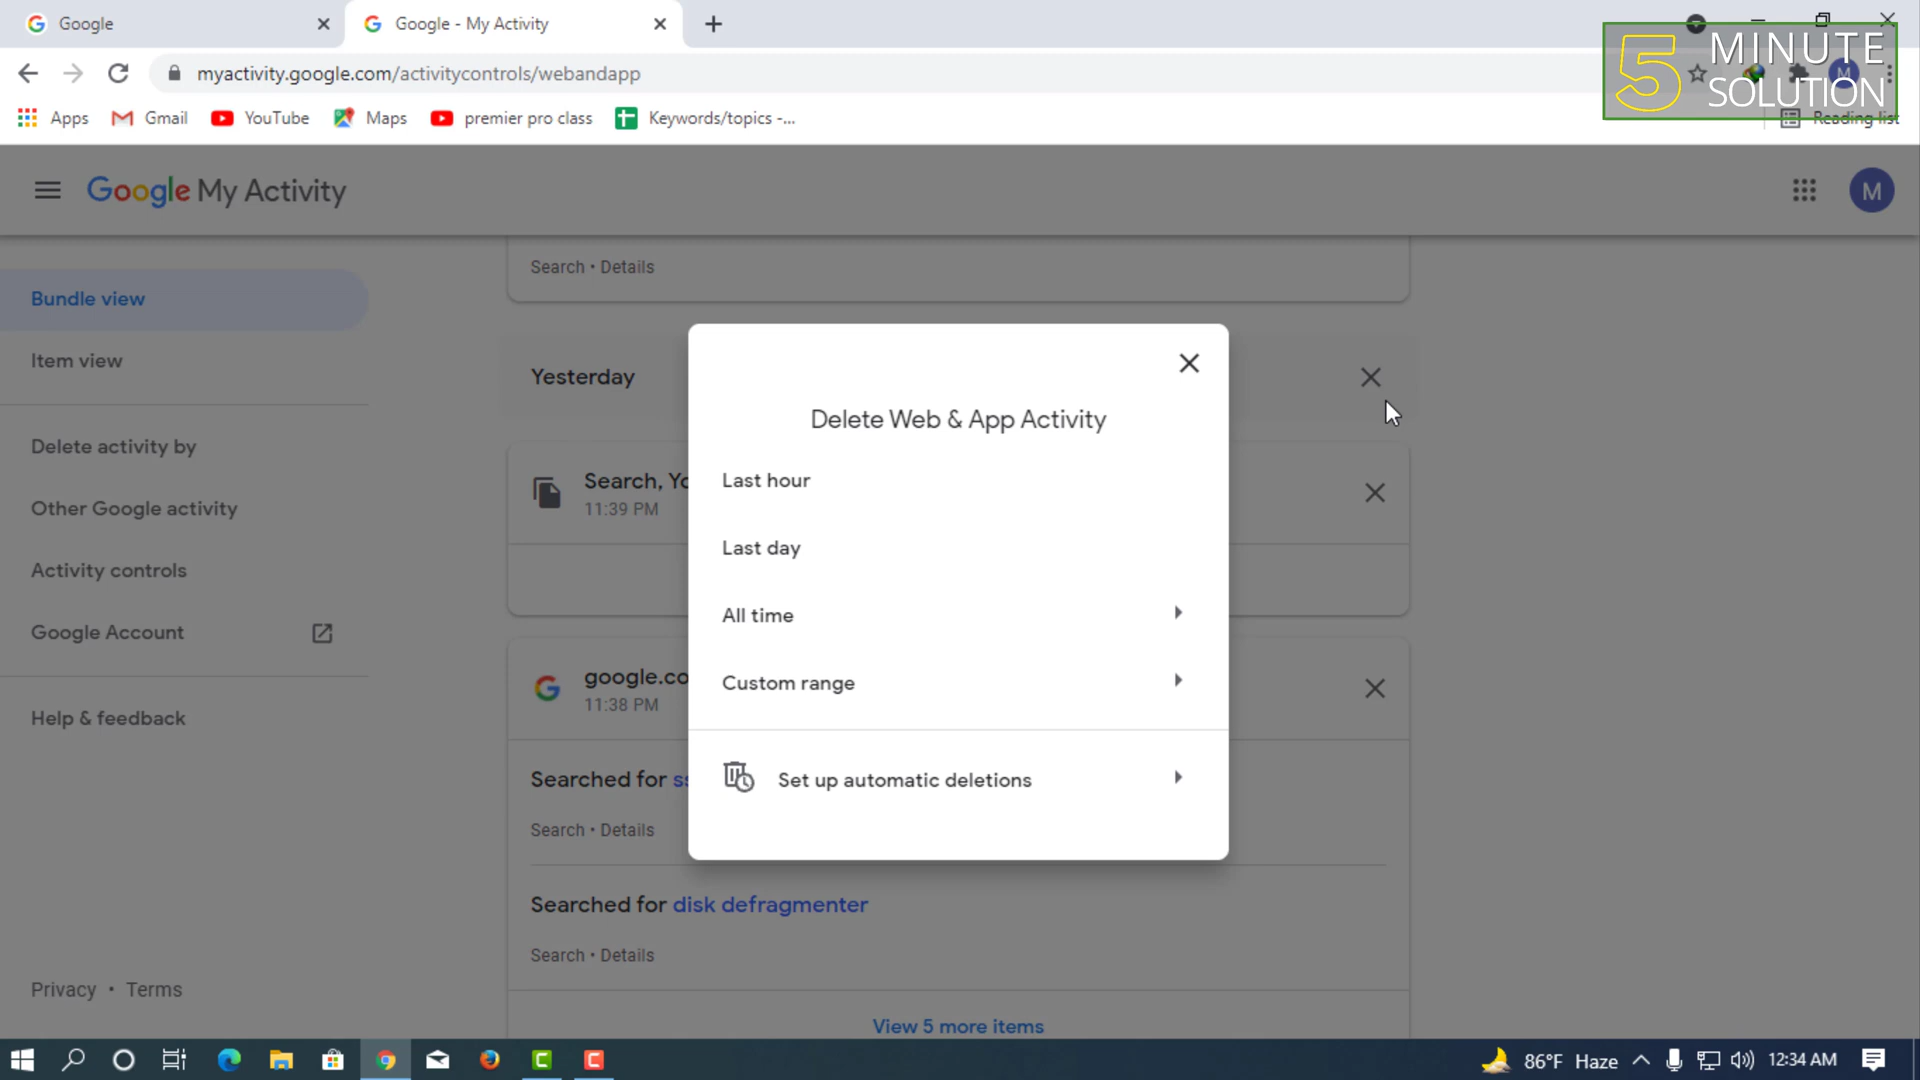 Google
Google - My Activity
myactivity.google.com/activitycontrols/webandapp
5 MINUTE
SOLUTION
Apps
Gmail
YouTube
Maps
premier pro class
Keywords/topics -...
Reading list
Google My Activity
M
Search • Details
Bundle view
Item view
Delete activity by
Other Google activity
Activity controls
Google Account
Help & feedback
Privacy • Terms
Yesterday
Search, Yo
11:39 PM
google.co
11:38 PM
Searched for ss
Search • Details
Searched for disk defragmenter
Search • Details
View 5 more items
Delete Web & App Activity
Last hour
Last day
All time
Custom range
Set up automatic deletions
86°F Haze
12:34 AM